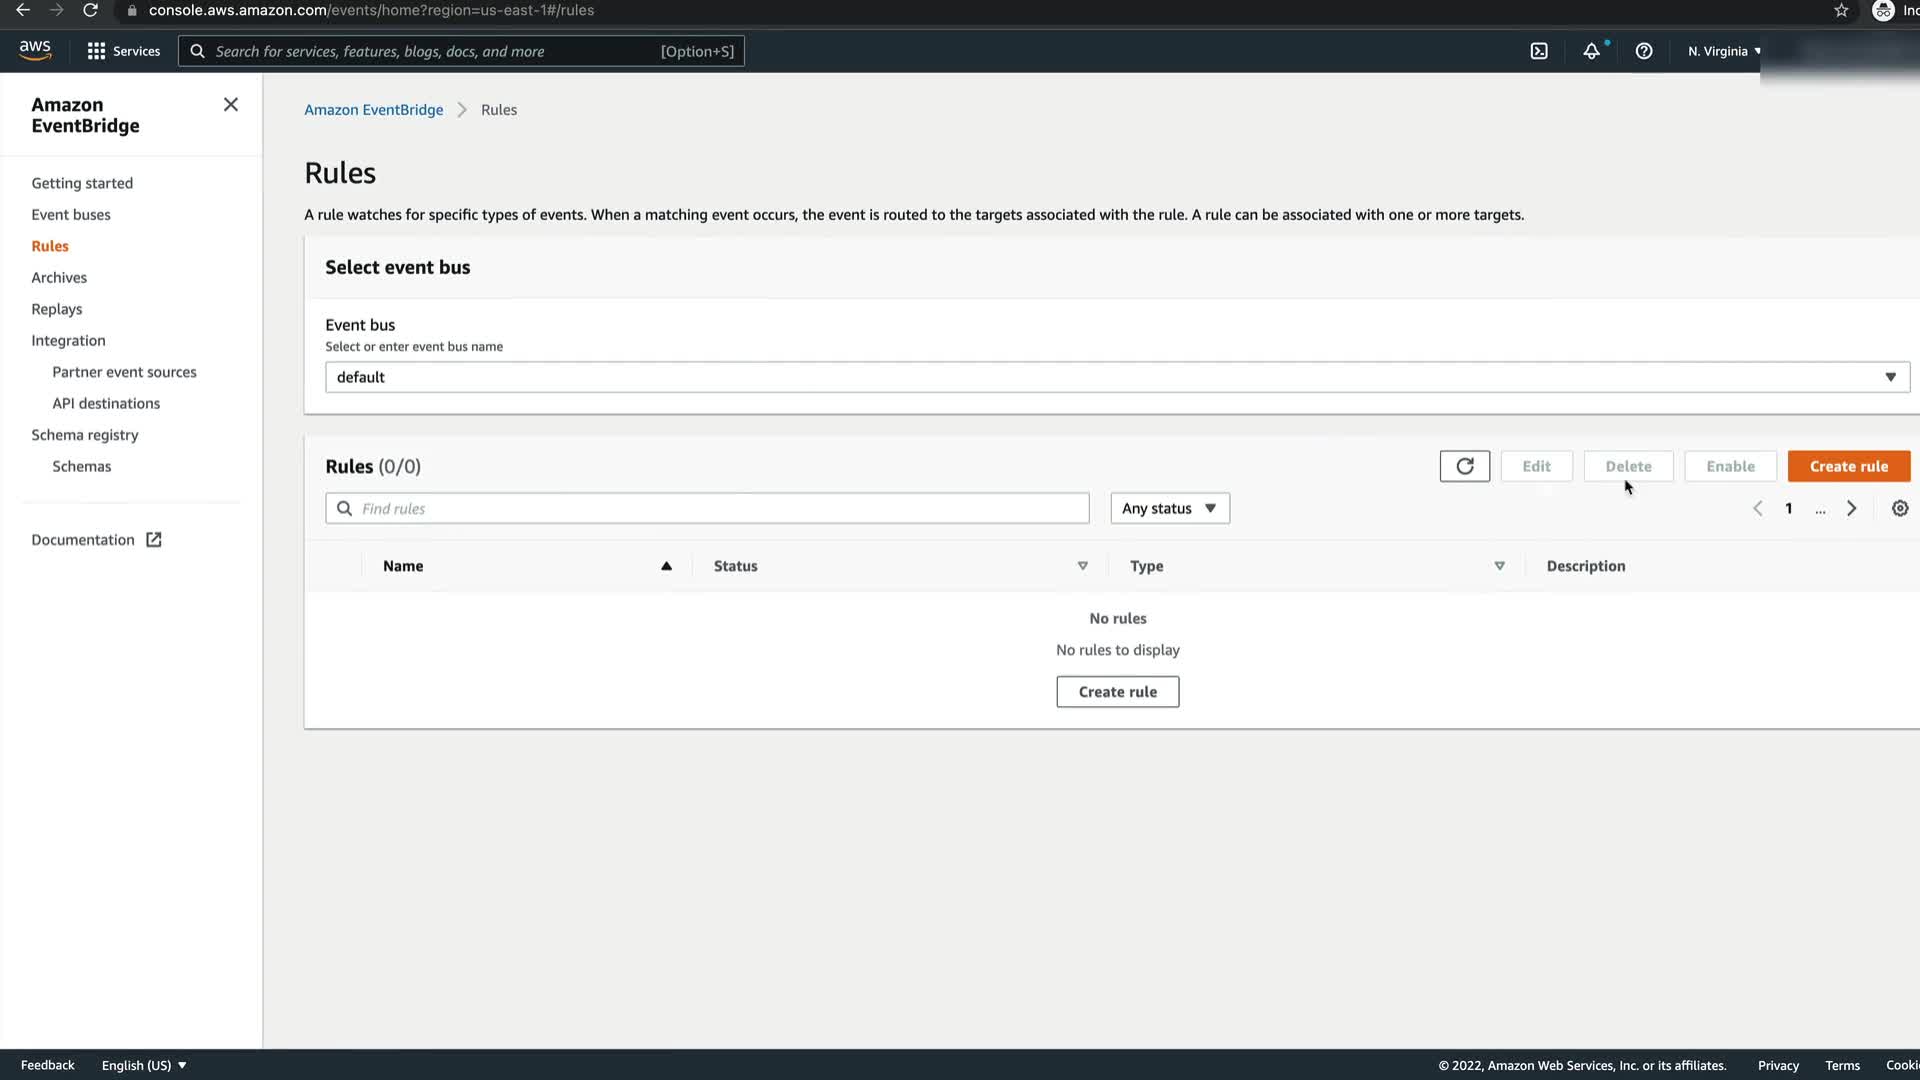 console.aws.amazon.com/events/home?region=us-east-1#/rules
aws
Services
Search for services, features, blogs, docs, and more
[Option+S]
N. Virginia
Amazon
EventBridge
Getting started
Event buses
Rules
Archives
Replays
Integration
Partner event sources
API destinations
Schema registry
Schemas
Documentation
Amazon EventBridge
Rules
Rules
A rule watches for specific types of events. When a matching event occurs, the event is routed to the targets associated with the rule. A rule can be associated with one or more targets.
Select event bus
Event bus
Select or enter event bus name
default
Rules (0/0)
Edit
Delete
Enable
Create rule
Find rules
Any status
1
...
Name
Status
Type
Description
No rules
No rules to display
Create rule
Feedback
English (US)
© 2022, Amazon Web Services, Inc. or its affiliates.
Privacy
Terms